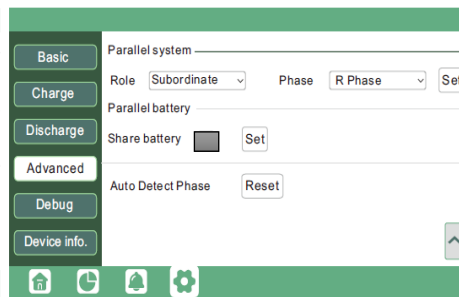 Basic
Charge
Discharge
Advanced
Debug
Device info.
Parallel system
Role Subordinate Phase R Phase
Parallel battery
Share battery Set
Auto Detect Phase Reset